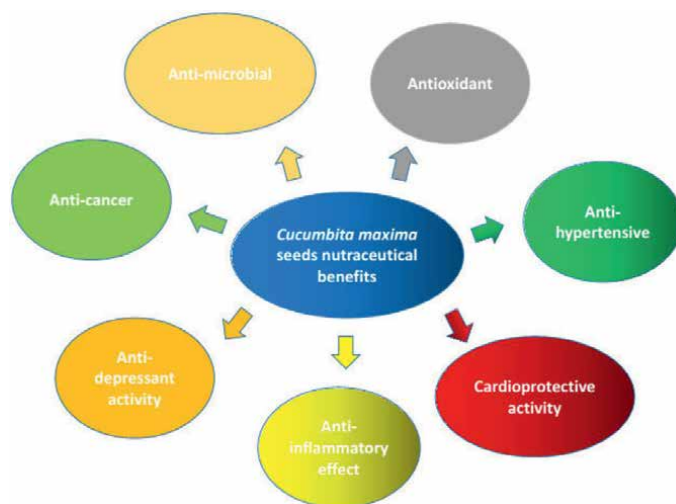 Anti-microbial
Antioxidant
Anti-cancer
Anti-
hypertensive
Cucumbita maxima
seeds nutraceutical
benefits
Anti-
depressant
activity
Anti-
inflammatory
effect
Cardioprotective
activity